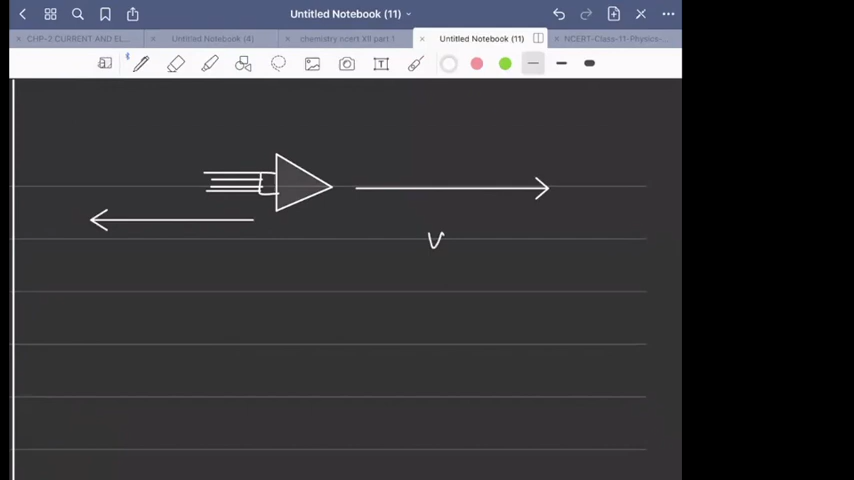 Untitled Notebook (11)
CHP-2 CURRENT AND EL...
Untitled Notebook (4)
chemistry ncert XII part 1
Untitled Notebook (11)
NCERT-Class-11-Physics-...
T
v